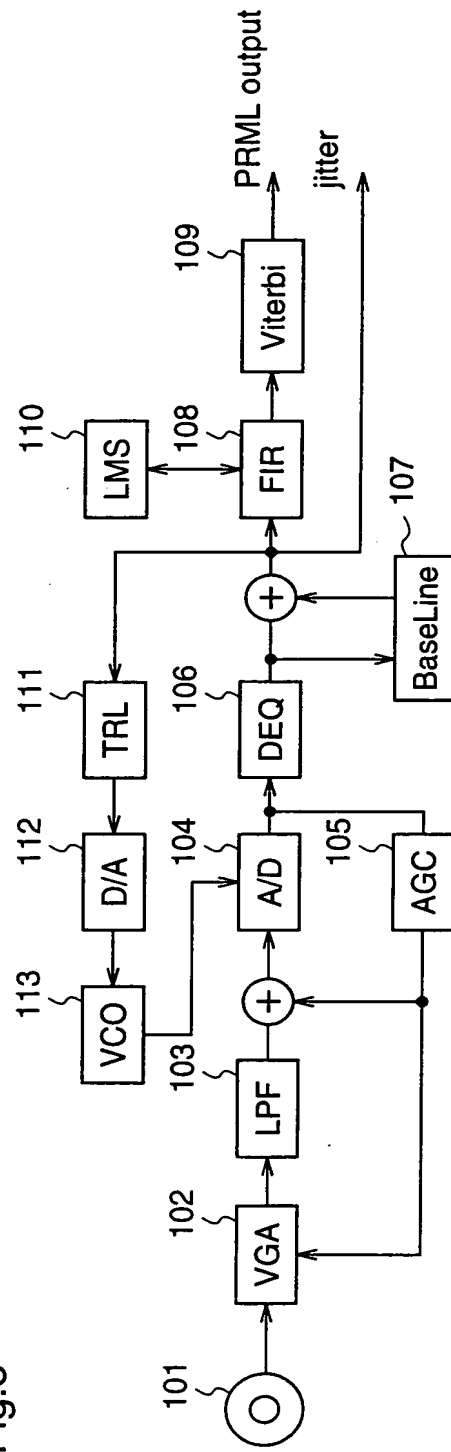 101
102
VGA
103
LPF
+
104
A/D
105
AGC
106
DEQ
+
107
BaseLine
108
FIR
109
Viterbi
PRML output
jitter
110
LMS
111
TRL
112
D/A
113
VCO